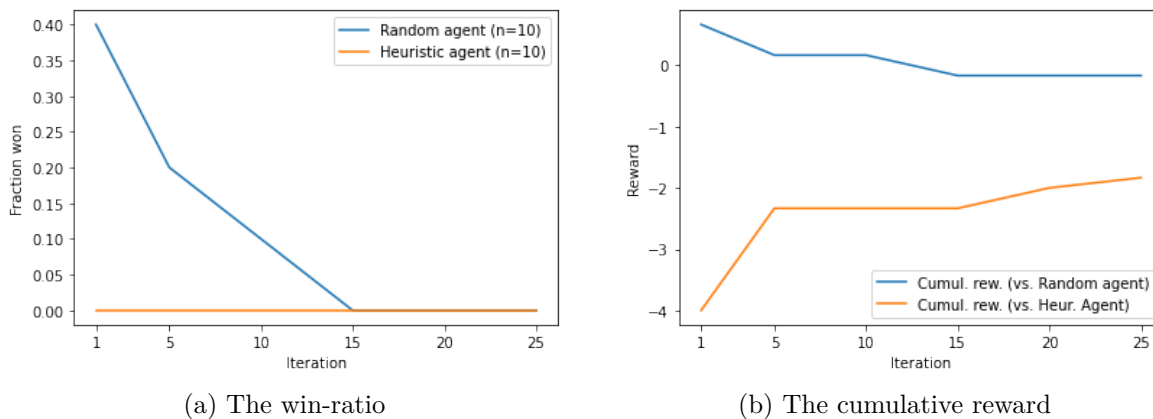 0.40
0.35
0.30
0.25
0.20
0.15
0.10
0.05
0.00
Fraction won
Random agent (n=10)
Heuristic agent (n=10)
1 5 10 15 20 25
Iteration
(a) The win-ratio
0
−1
−2
−3
−4
Reward
Cumul. rew. (vs. Random agent)
Cumul. rew. (vs. Heur. Agent)
1 5 10 15 20 25
Iteration
(b) The cumulative reward